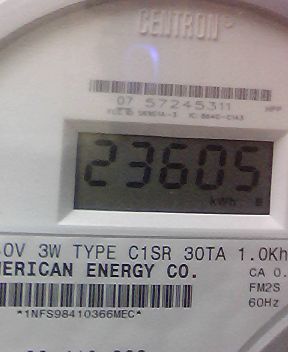 CENTRON
07 57245311
23605
kWh
0V 3W TYPE C1SR 30TA 1.0Kh
MERICAN ENERGY CO.
CA 0.
FM2S
60Hz
*1NFS98410366MEC*